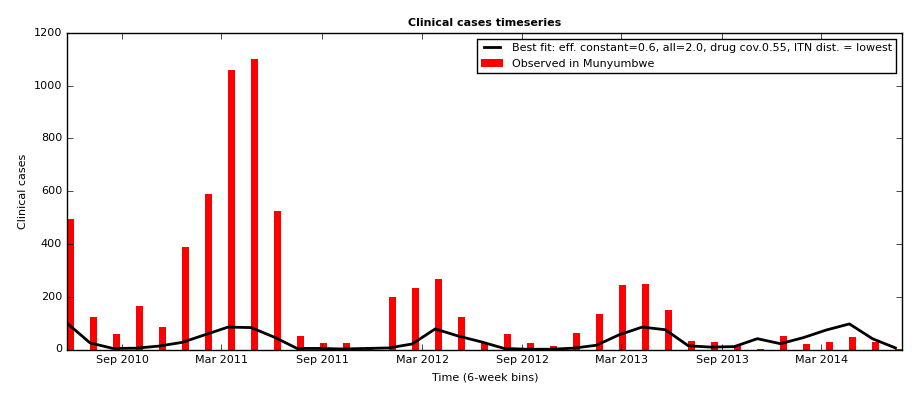 Clinical cases timeseries
Best fit: eff. constant=0.6, all=2.0, drug cov.0.55, ITN dist. = lowest
Observed in Munyumbwe
1200
1000
800
600
400
200
0
Clinical cases
Sep 2010 Mar 2011 Sep 2011 Mar 2012 Sep 2012 Mar 2013 Sep 2013 Mar 2014
Time (6-week bins)